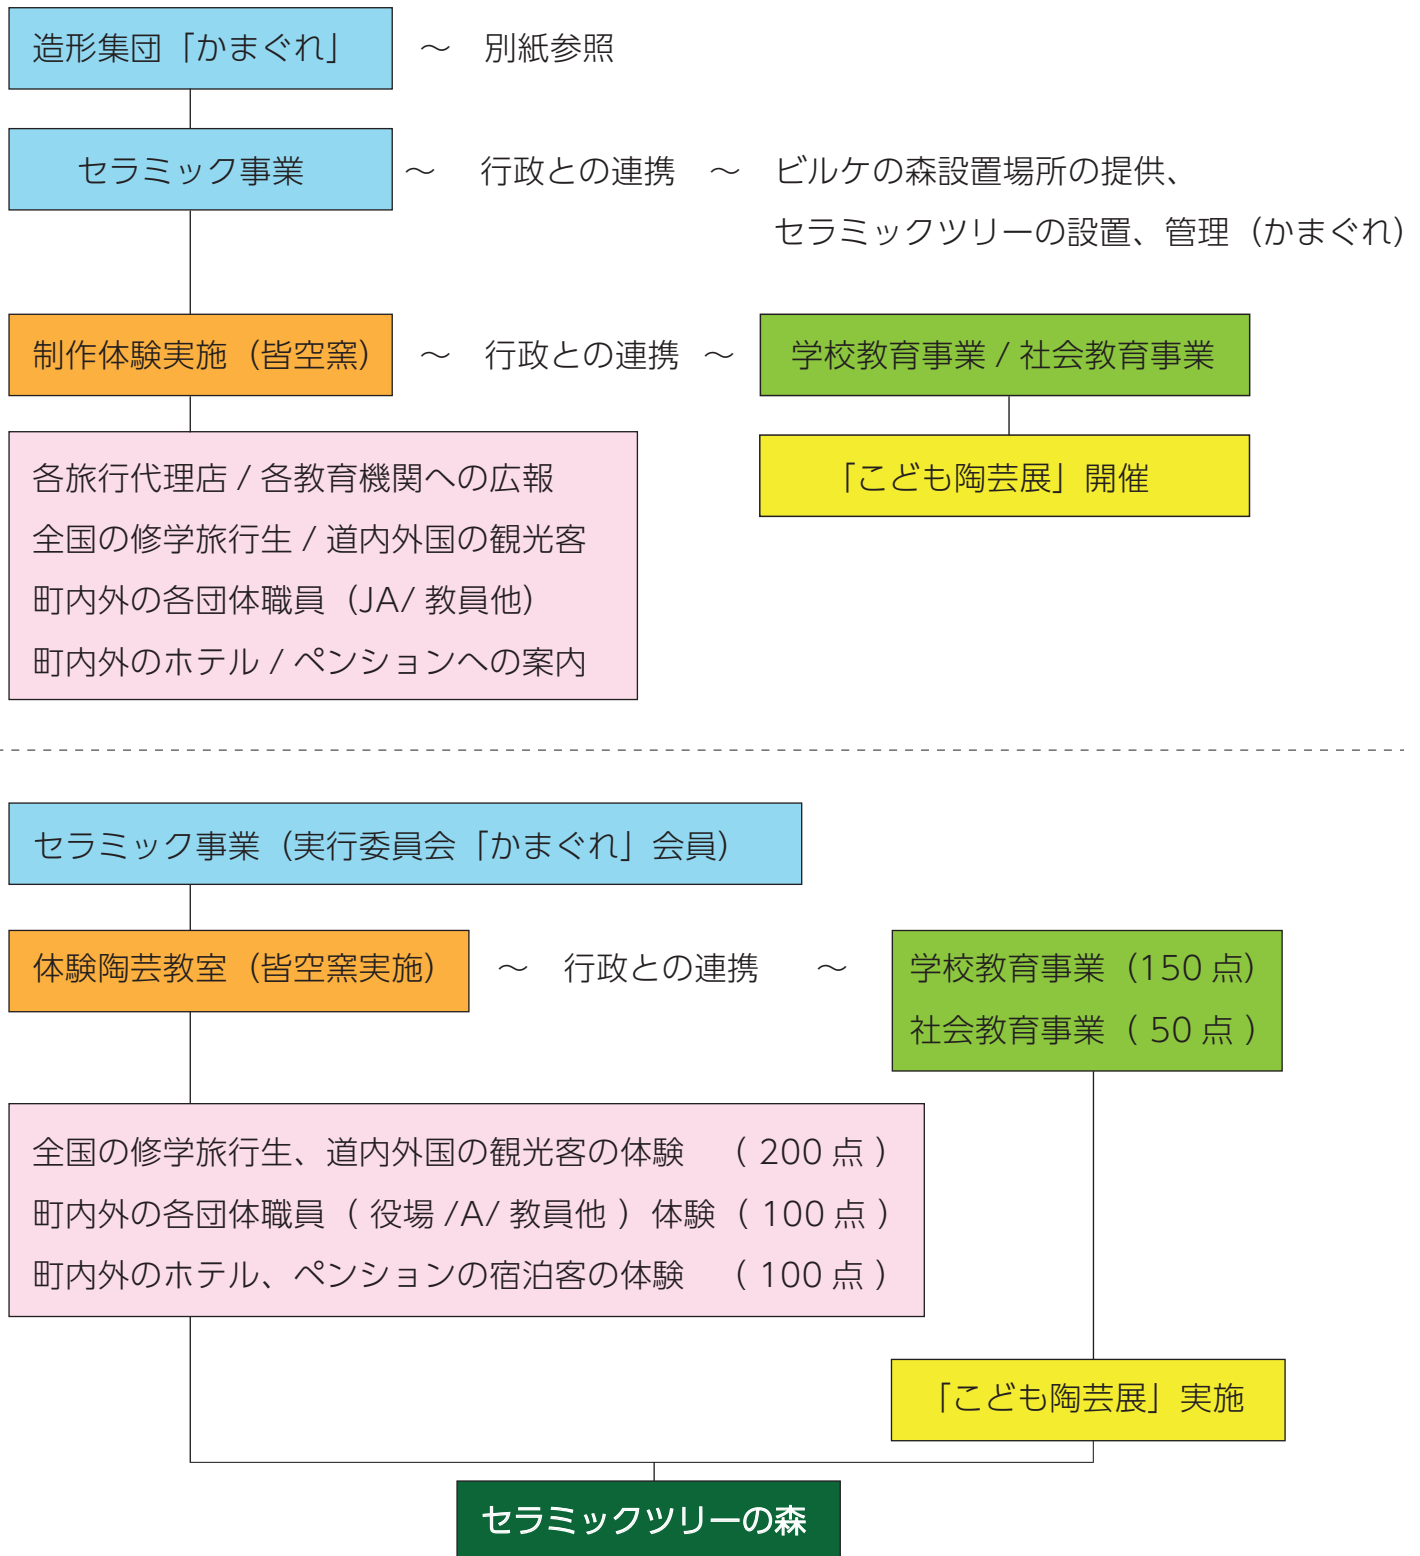 造形集団「かまぐれ」 ～ 別紙参照
セラミック事業 ～ 行政との連携 ～ ビルケの森設置場所の提供、
セラミックツリーの設置、管理（かまぐれ）
制作体験実施（皆空窯） ～ 行政との連携 ～ 学校教育事業 / 社会教育事業
「こども陶芸展」開催
各旅行代理店 / 各教育機関への広報
全国の修学旅行生 / 道内外国の観光客
町内外の各団体職員（JA/ 教員他）
町内外のホテル / ペンションへの案内
セラミック事業（実行委員会「かまぐれ」会員）
体験陶芸教室（皆空窯実施） ～ 行政との連携 ～ 学校教育事業（150 点）
社会教育事業（ 50 点 ）
全国の修学旅行生、道内外国の観光客の体験 （ 200 点 ）
町内外の各団体職員（ 役場 /A/ 教員他 ）体験（ 100 点 ）
町内外のホテル、ペンションの宿泊客の体験 （ 100 点 ）
「こども陶芸展」実施
セラミックツリーの森